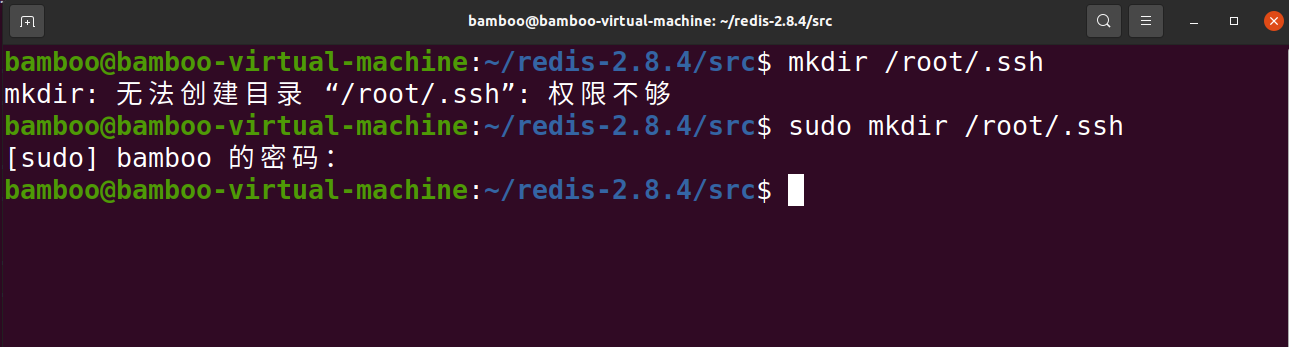 bamboo@bamboo-virtual-machine: ~/redis-2.8.4/src
bamboo@bamboo-virtual-machine:~/redis-2.8.4/src$ mkdir /root/.ssh
mkdir: 无法创建目录 “/root/.ssh”: 权限不够
bamboo@bamboo-virtual-machine:~/redis-2.8.4/src$ sudo mkdir /root/.ssh
[sudo] bamboo 的密码：
bamboo@bamboo-virtual-machine:~/redis-2.8.4/src$